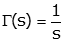 Γ(s) = 1/s